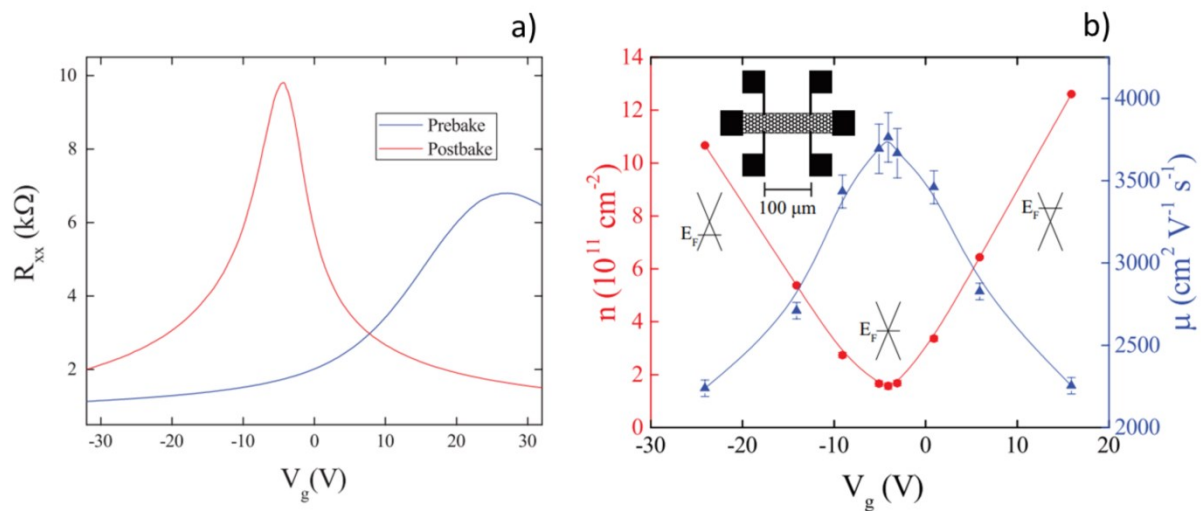 a)
R_xx (kΩ)
10
8
6
4
2
Prebake
Postbake
-30 -20 -10 0 10 20 30
V_g (V)
b)
n (10^11 cm^-2)
14
12
10
8
6
4
2
0
100 μm
E_F
E_F
E_F
4000
3500
3000
2500
2000
μ (cm^2 V^-1 s^-1)
-30 -20 -10 0 10 20
V_g (V)